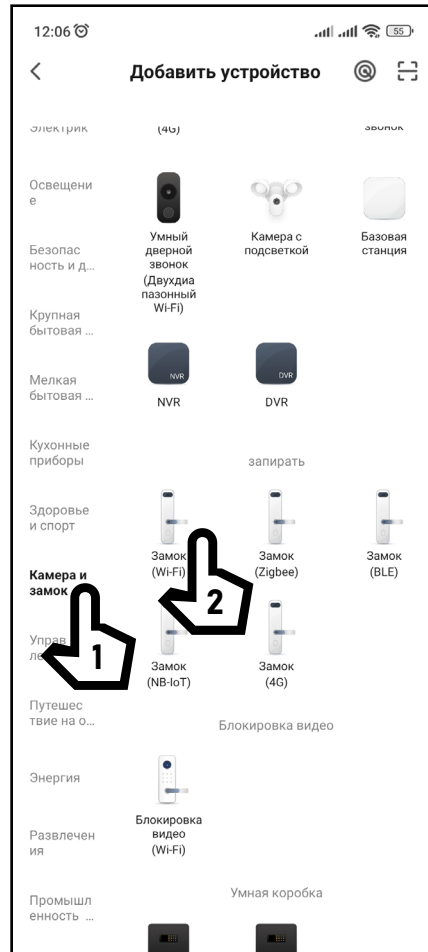 12:06
55
Добавить устройство
Электрик
(4G)
звонок
Освещени
е
Умный
дверной
звонок
(Двухдиа
пазонный
Wi-Fi)
Камера с
подсветкой
Базовая
станция
Безопас
ность и д...
Крупная
бытовая ...
NVR
NVR
DVR
DVR
Мелкая
бытовая ...
Кухонные
приборы
запирать
Здоровье
и спорт
Замок
(Wi-Fi)
Замок
(Zigbee)
Замок
(BLE)
2
Камера и
замок
1
Управ
Замок
(NB-IoT)
Замок
(4G)
Путешес
твие на о...
Блокировка видео
Энергия
Блокировка
видео
(Wi-Fi)
Развлечен
ия
Умная коробка
Промышл
енность ...